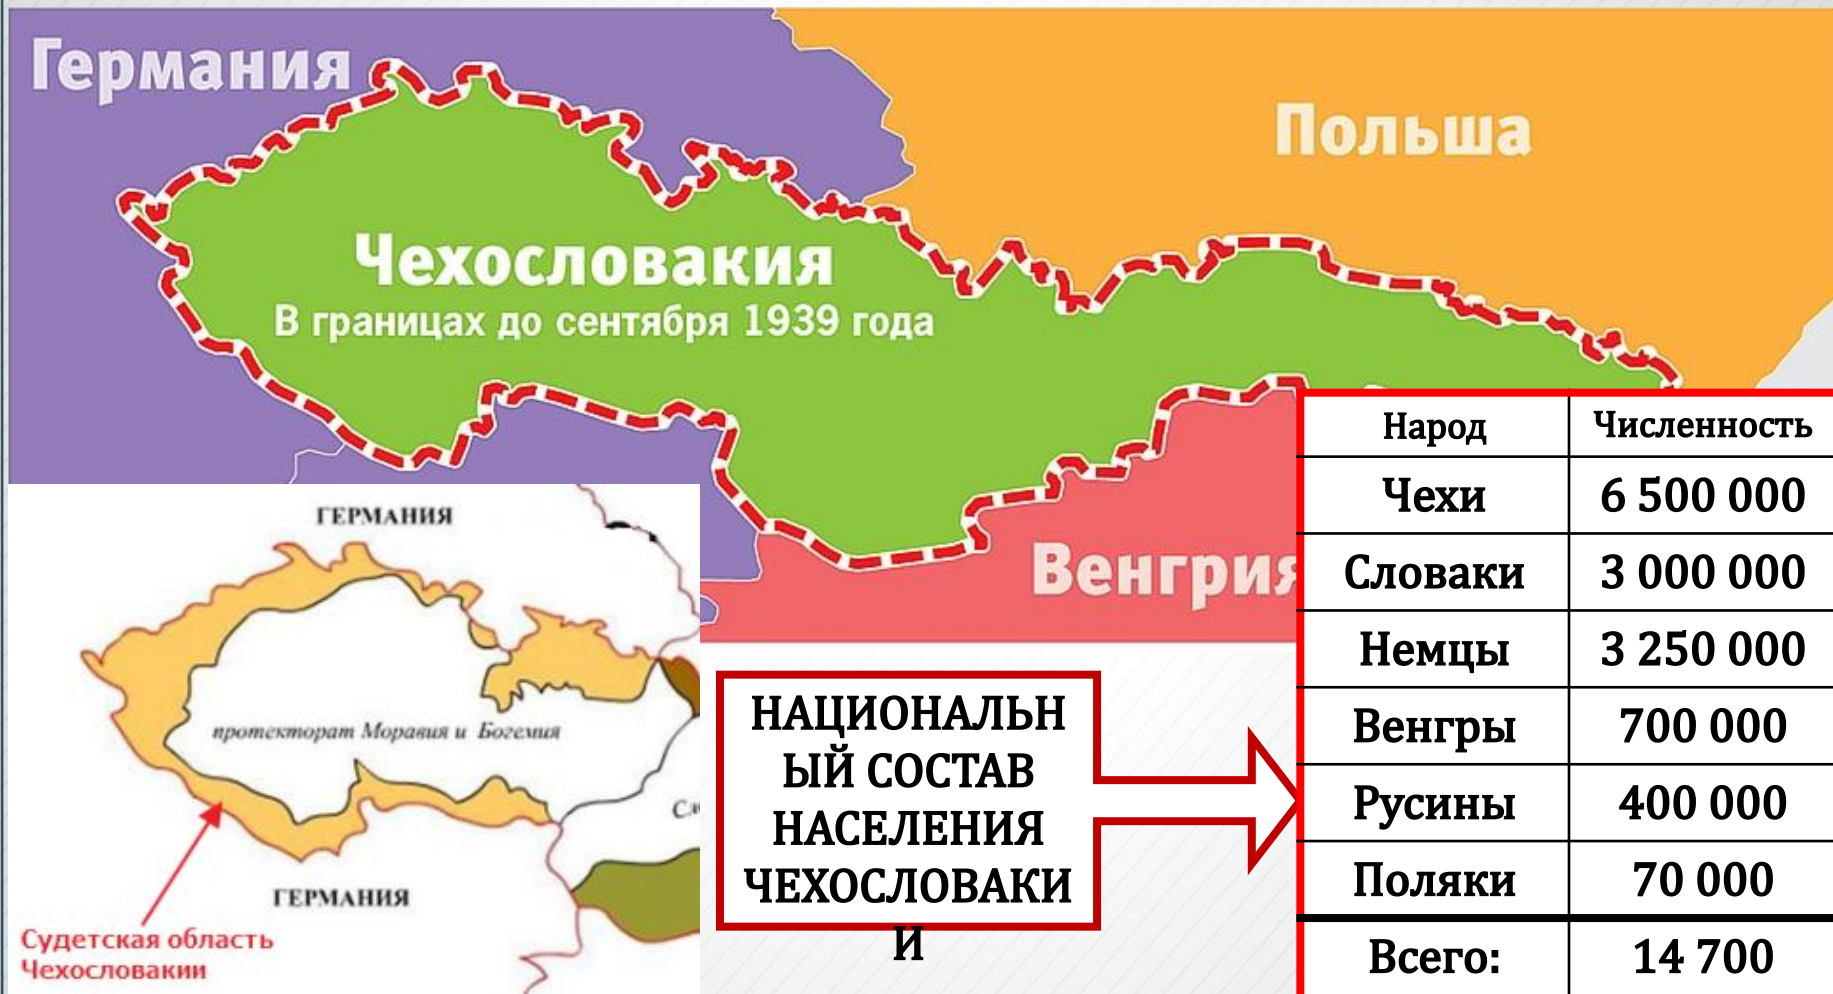 Германия
Польша
Чехословакия
В границах до сентября 1939 года
Венгрия
ГЕРМАНИЯ
протекторат Моравия и Богемия
ГЕРМАНИЯ
Судетская область
Чехословакии
НАЦИОНАЛЬН
ЫЙ СОСТАВ
НАСЕЛЕНИЯ
ЧЕХОСЛОВАКИ
И
Народ Численность
Чехи 6 500 000
Словаки 3 000 000
Немцы 3 250 000
Венгры 700 000
Русины 400 000
Поляки 70 000
Всего: 14 700